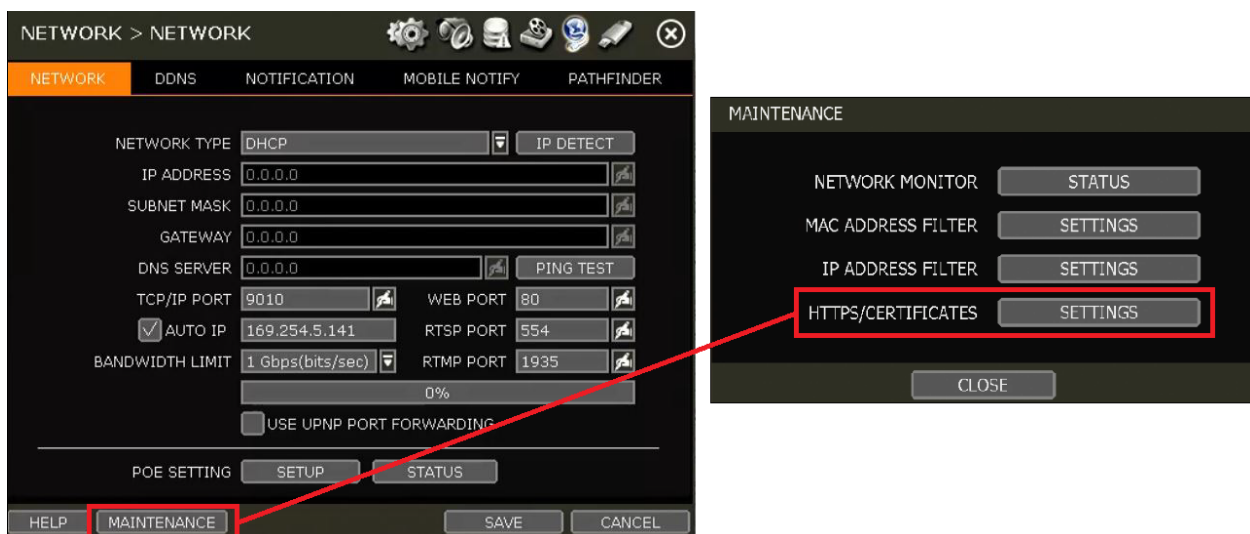 NETWORK > NETWORK
NETWORK DDNS NOTIFICATION MOBILE NOTIFY PATHFINDER
NETWORK TYPE DHCP IP DETECT
IP ADDRESS 0.0.0.0
SUBNET MASK 0.0.0.0
GATEWAY 0.0.0.0
DNS SERVER 0.0.0.0 PING TEST
TCP/IP PORT 9010 WEB PORT 80
AUTO IP 169.254.5.141 RTSP PORT 554
BANDWIDTH LIMIT 1 Gbps(bits/sec) RTMP PORT 1935
0%
USE UPNP PORT FORWARDING
POE SETTING SETUP STATUS
HELP MAINTENANCE SAVE CANCEL
MAINTENANCE
NETWORK MONITOR STATUS
MAC ADDRESS FILTER SETTINGS
IP ADDRESS FILTER SETTINGS
HTTPS/CERTIFICATES SETTINGS
CLOSE